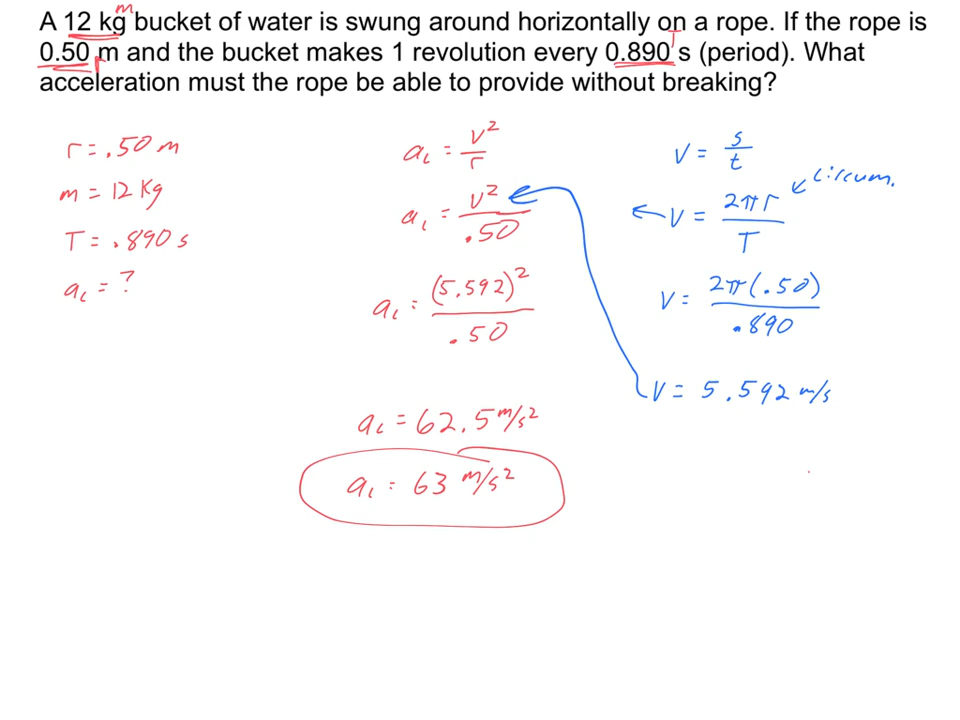 A 12 kg bucket of water is swung around horizontally on a rope. If the rope is
0.50 m and the bucket makes 1 revolution every 0.890 s (period). What
acceleration must the rope be able to provide without breaking?
m
r
T
r = .50 m
m = 12 Kg
T = .890 s
ac = ?
ac = v²/r
ac = v²/.50
ac = (5.592)²/.50
ac = 62.5 m/s²
ac = 63 m/s²
v = s/t
v = 2πr/T
circum.
v = 2π(.50)/.890
v = 5.592 m/s